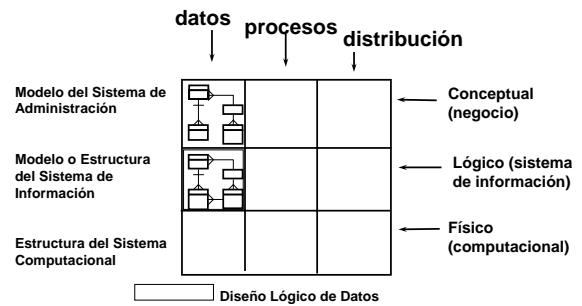 datos
procesos
distribución
Modelo del Sistema de
Administración
Conceptual
(negocio)
Modelo o Estructura
del Sistema de
Información
Lógico (sistema
de información)
Estructura del Sistema
Computacional
Físico
(computacional)
Diseño Lógico de Datos